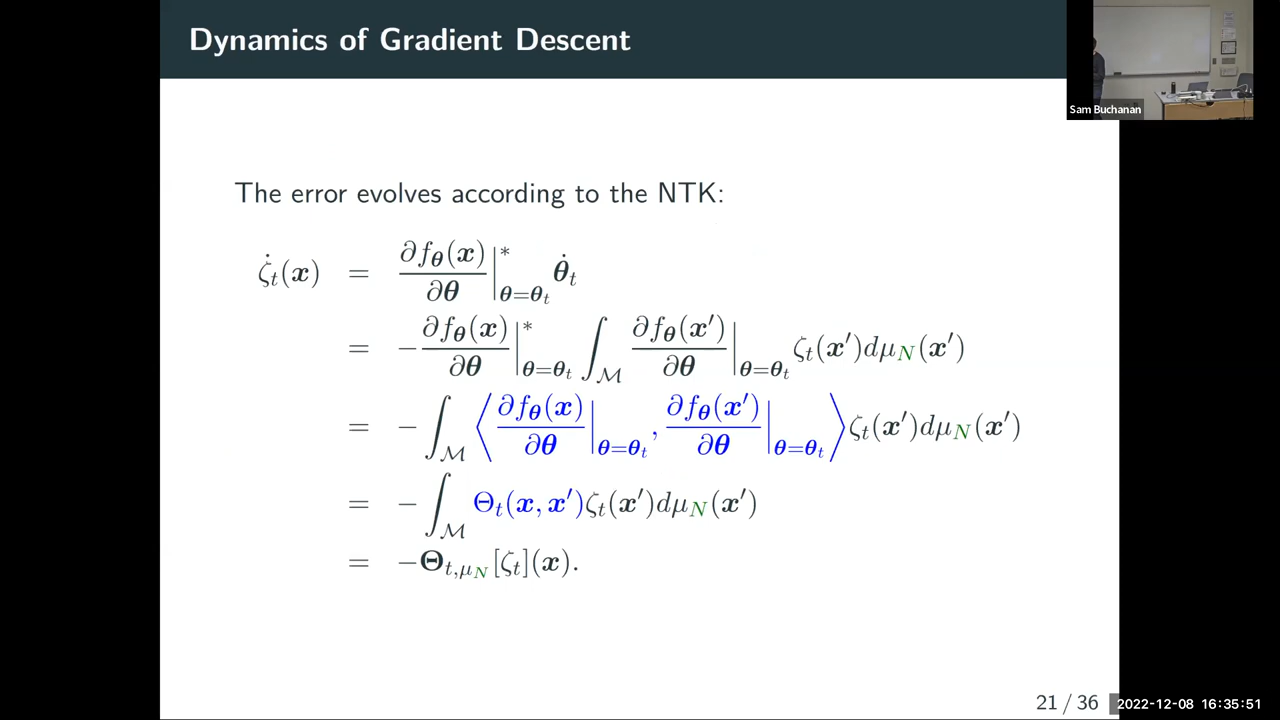 Dynamics of Gradient Descent
Sam Buchanan
The error evolves according to the NTK:
ζ̇ₜ(x) = ∂f_θ(x)/∂θ |*_{θ=θₜ} θ̇ₜ
= −∂f_θ(x)/∂θ |*_{θ=θₜ} ∫_ℳ ∂f_θ(x′)/∂θ |_{θ=θₜ} ζₜ(x′)dμ_N(x′)
= −∫_ℳ ⟨∂f_θ(x)/∂θ |_{θ=θₜ}, ∂f_θ(x′)/∂θ |_{θ=θₜ}⟩ ζₜ(x′)dμ_N(x′)
= −∫_ℳ Θₜ(x, x′)ζₜ(x′)dμ_N(x′)
= −Θ_{t,μ_N}[ζₜ](x).
21 / 36
2022-12-08 16:35:51